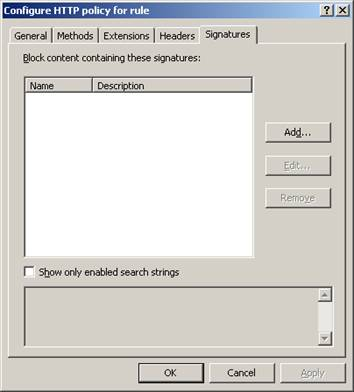 Configure HTTP policy for rule
General Methods Extensions Headers Signatures
Block content containing these signatures:
Name Description
Add...
Edit...
Remove
Show only enabled search strings
OK Cancel Apply